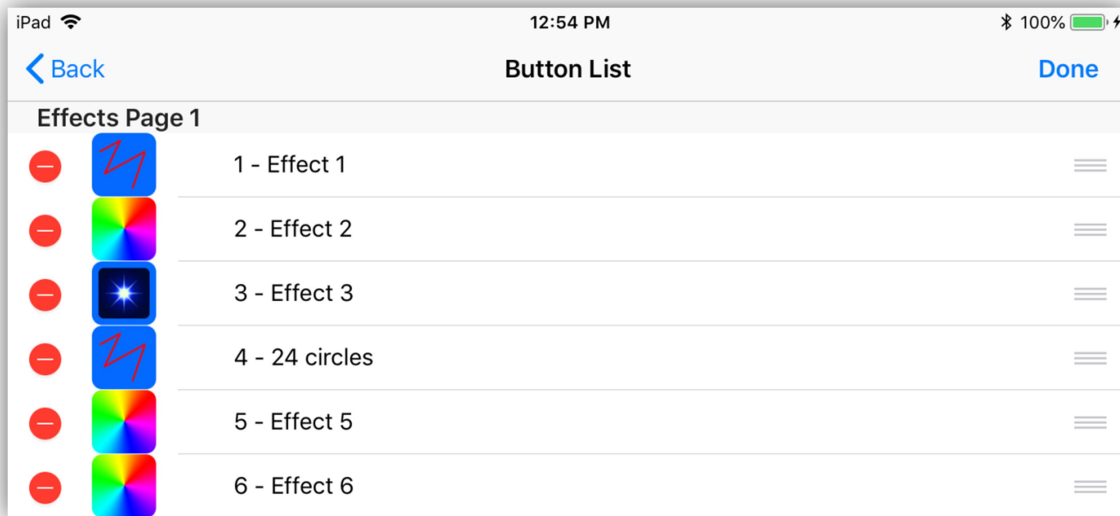 iPad 12:54 PM 100%
Back Button List Done
Effects Page 1
1 - Effect 1
2 - Effect 2
3 - Effect 3
4 - 24 circles
5 - Effect 5
6 - Effect 6